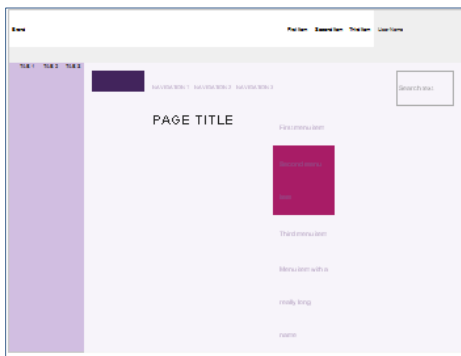 Brand First Item Second Item Third Item User Name
Tab 1 Tab 2 Tab 3
Search text
PAGE TITLE
First menu item
Second menu
item
Third menu item
Menu item with a
really long
name